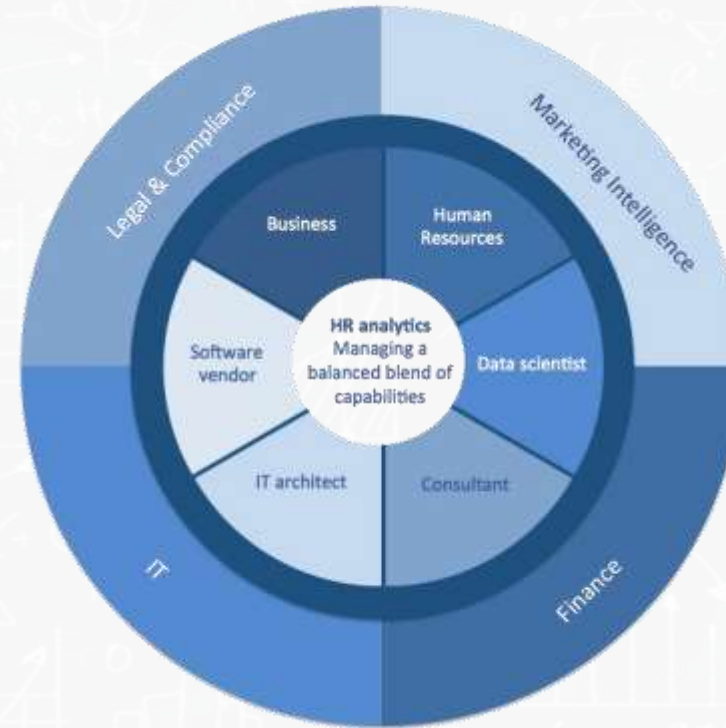 Legal & Compliance
Marketing Intelligence
Business
Human
Resources
HR analytics
Managing a
balanced blend of
capabilities
Software
vendor
Data scientist
IT architect
Consultant
IT
Finance